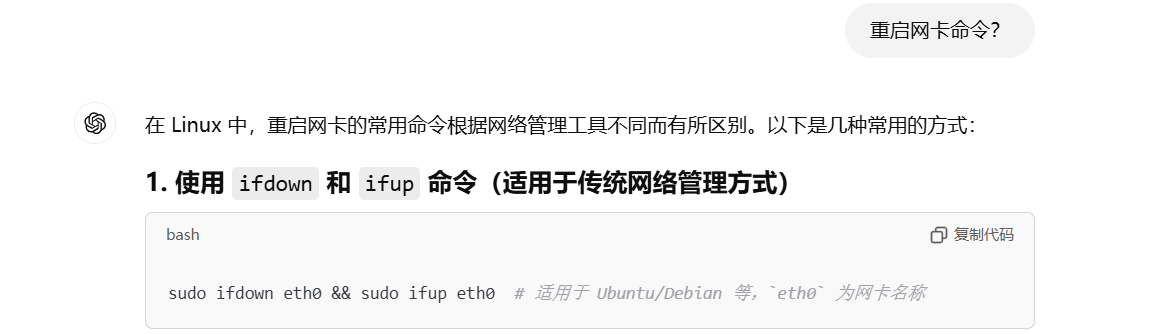 重启网卡命令？
在 Linux 中，重启网卡的常用命令根据网络管理工具不同而有所区别。以下是几种常用的方式：
1. 使用 ifdown 和 ifup 命令（适用于传统网络管理方式）
bash 复制代码
sudo ifdown eth0 && sudo ifup eth0  # 适用于 Ubuntu/Debian 等，`eth0` 为网卡名称